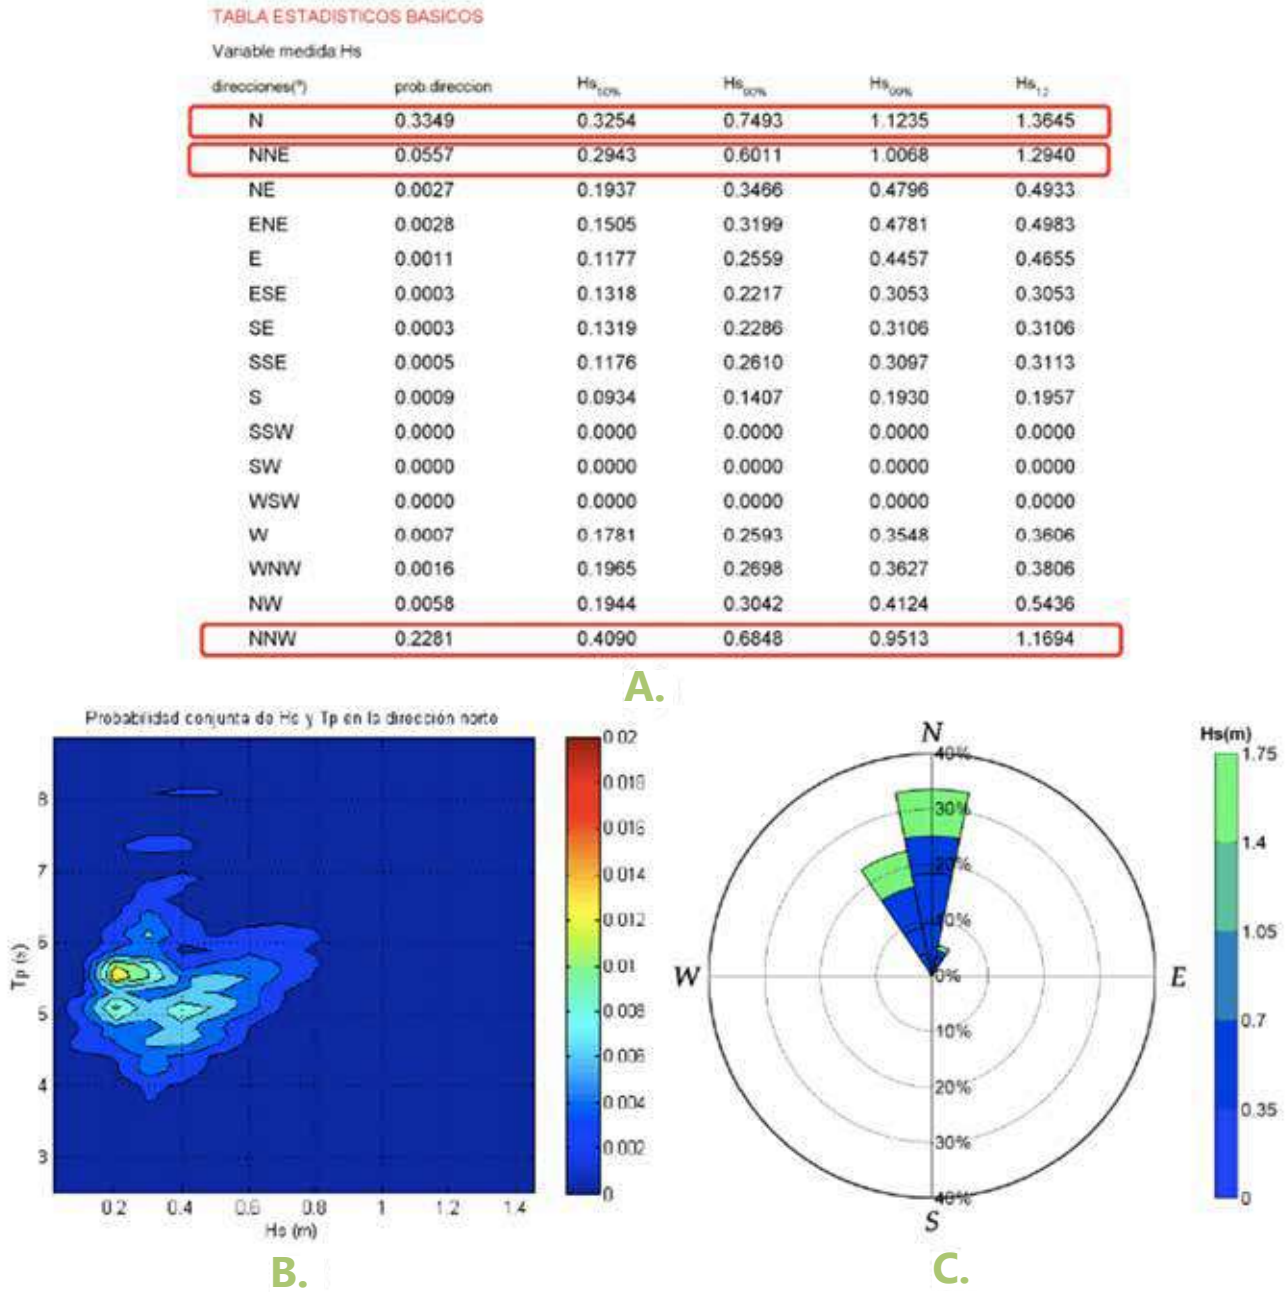 TABLA ESTADISTICOS BASICOS
Variable medida Hs
direcciones(°) prob.direccion Hs50% Hs90% Hs99% Hs12
N 0.3349 0.3254 0.7493 1.1235 1.3645
NNE 0.0557 0.2943 0.6011 1.0068 1.2940
NE 0.0027 0.1937 0.3466 0.4796 0.4933
ENE 0.0028 0.1505 0.3199 0.4781 0.4983
E 0.0011 0.1177 0.2559 0.4457 0.4655
ESE 0.0003 0.1318 0.2217 0.3053 0.3053
SE 0.0003 0.1319 0.2286 0.3106 0.3106
SSE 0.0005 0.1176 0.2610 0.3097 0.3113
S 0.0009 0.0934 0.1407 0.1930 0.1957
SSW 0.0000 0.0000 0.0000 0.0000 0.0000
SW 0.0000 0.0000 0.0000 0.0000 0.0000
WSW 0.0000 0.0000 0.0000 0.0000 0.0000
W 0.0007 0.1781 0.2593 0.3548 0.3606
WNW 0.0016 0.1965 0.2698 0.3627 0.3806
NW 0.0058 0.1944 0.3042 0.4124 0.5436
NNW 0.2281 0.4090 0.6848 0.9513 1.1694
A.
Probabilidad conjunta de Hs y Tp en la dirección norte
8
7
6
5
4
3
Tp (s)
0.2 0.4 0.6 0.8 1 1.2 1.4
Hs (m)
0.02
0.018
0.016
0.014
0.012
0.01
0.008
0.006
0.004
0.002
0
B.
N
40%
30%
20%
10%
0%
10%
20%
30%
40%
S
W
E
Hs(m)
1.75
1.4
1.05
0.7
0.35
0
C.